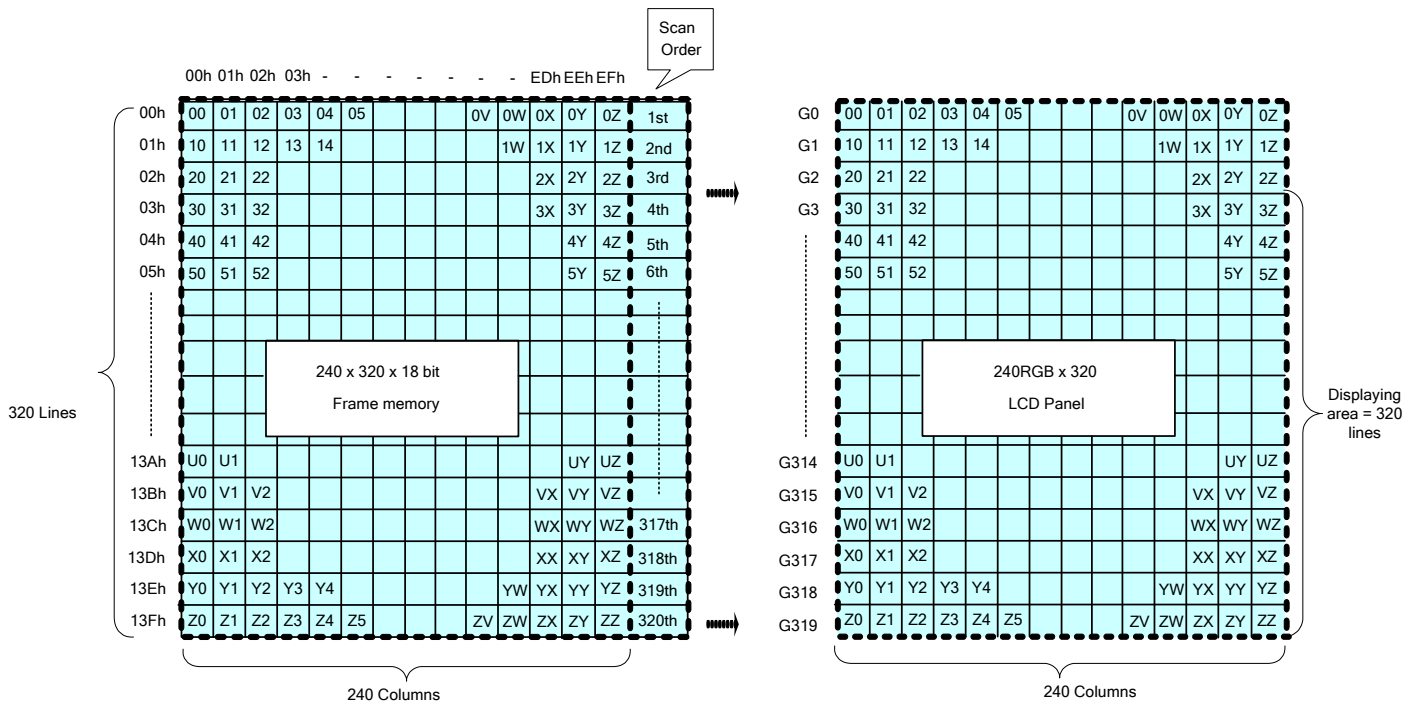 Scan
Order
00h 01h 02h 03h - - - - - - - EDh EEh EFh
00h 00 01 02 03 04 05 0V 0W 0X 0Y 0Z 1st
01h 10 11 12 13 14 1W 1X 1Y 1Z 2nd
02h 20 21 22 2X 2Y 2Z 3rd
03h 30 31 32 3X 3Y 3Z 4th
04h 40 41 42 4Y 4Z 5th
05h 50 51 52 5Y 5Z 6th
240 x 320 x 18 bit
Frame memory
320 Lines
13Ah U0 U1 UY UZ
13Bh V0 V1 V2 VX VY VZ
13Ch W0 W1 W2 WX WY WZ 317th
13Dh X0 X1 X2 XX XY XZ 318th
13Eh Y0 Y1 Y2 Y3 Y4 YW YX YY YZ 319th
13Fh Z0 Z1 Z2 Z3 Z4 Z5 ZV ZW ZX ZY ZZ 320th
240 Columns
G0 00 01 02 03 04 05 0V 0W 0X 0Y 0Z
G1 10 11 12 13 14 1W 1X 1Y 1Z
G2 20 21 22 2X 2Y 2Z
G3 30 31 32 3X 3Y 3Z
40 41 42 4Y 4Z
50 51 52 5Y 5Z
240RGB x 320
LCD Panel
Displaying
area = 320
lines
G314 U0 U1 UY UZ
G315 V0 V1 V2 VX VY VZ
G316 W0 W1 W2 WX WY WZ
G317 X0 X1 X2 XX XY XZ
G318 Y0 Y1 Y2 Y3 Y4 YW YX YY YZ
G319 Z0 Z1 Z2 Z3 Z4 Z5 ZV ZW ZX ZY ZZ
240 Columns